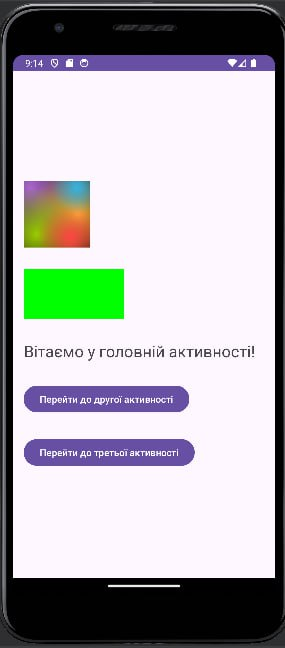 9:14
Вітаємо у головній активності!
Перейти до другої активності
Перейти до третьої активності